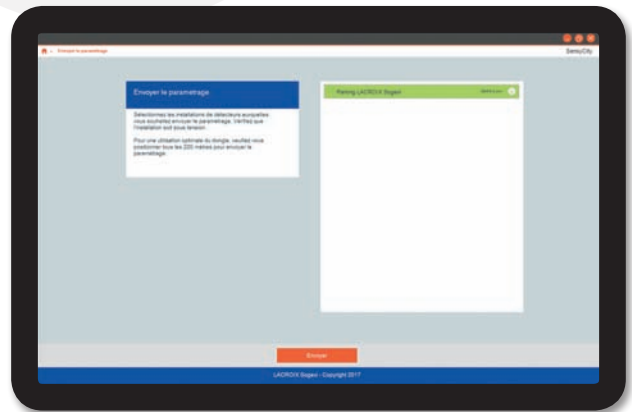 Envoyer le paramétrage
SensyCity
Envoyer le paramétrage
Parking LACROIX Sogexi
Sélectionnez les installations de détecteurs auxquelles
vous souhaitez envoyer le paramétrage. Vérifiez que
l'installation soit sous tension.
Pour une utilisation optimale du dongle, veuillez vous
positionner tous les 200 mètres pour envoyer le
paramétrage.
Envoyer
LACROIX Sogexi - Copyright 2017